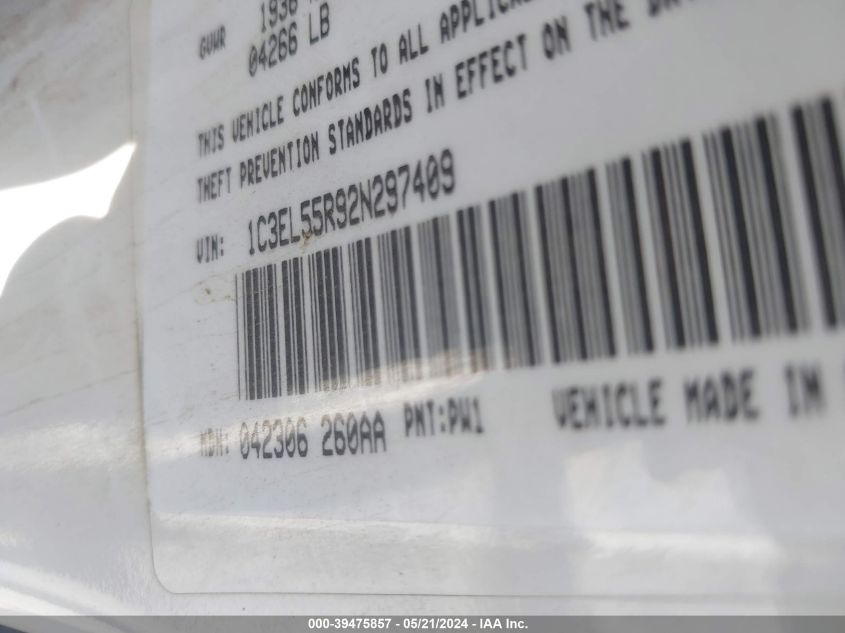 GVWR 1936
04266 LB
THIS VEHICLE CONFORMS TO ALL
THEFT PREVENTION STANDARDS IN EFFECT ON THE
VIN: 1C3EL55R92N297409
MDH: 042306 260AA PNT:PW1 VEHICLE MADE IN
000-39475857 - 05/21/2024 - IAA Inc.